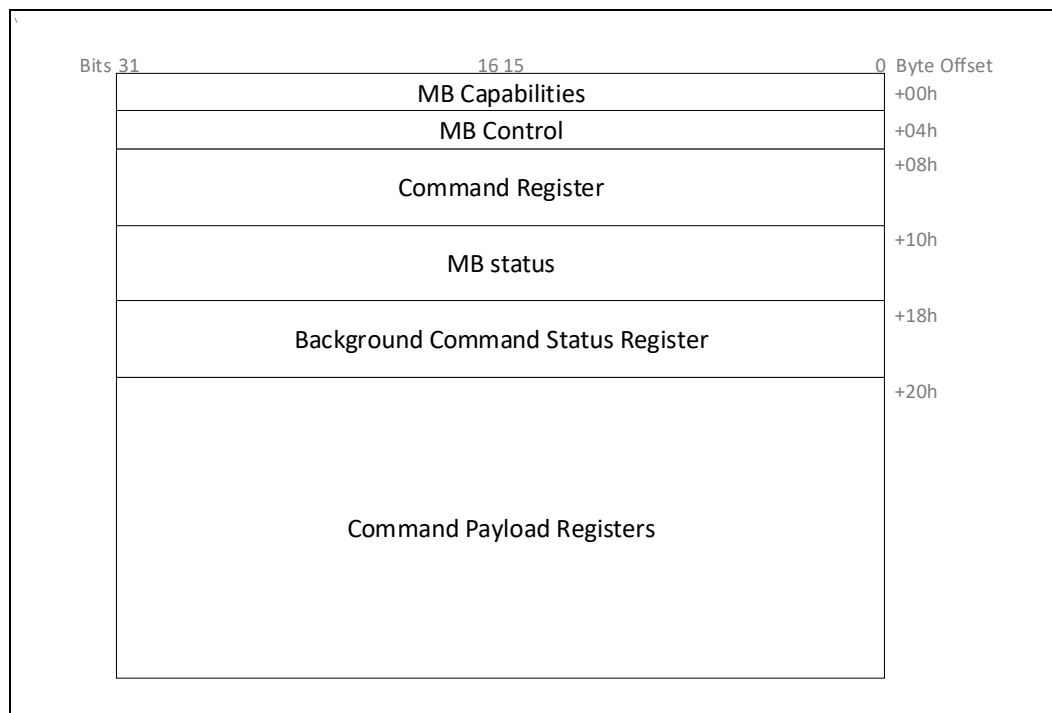 Bits 31 16 15 0 Byte Offset
MB Capabilities +00h
MB Control +04h
+08h
Command Register
+10h
MB status
+18h
Background Command Status Register
+20h
Command Payload Registers